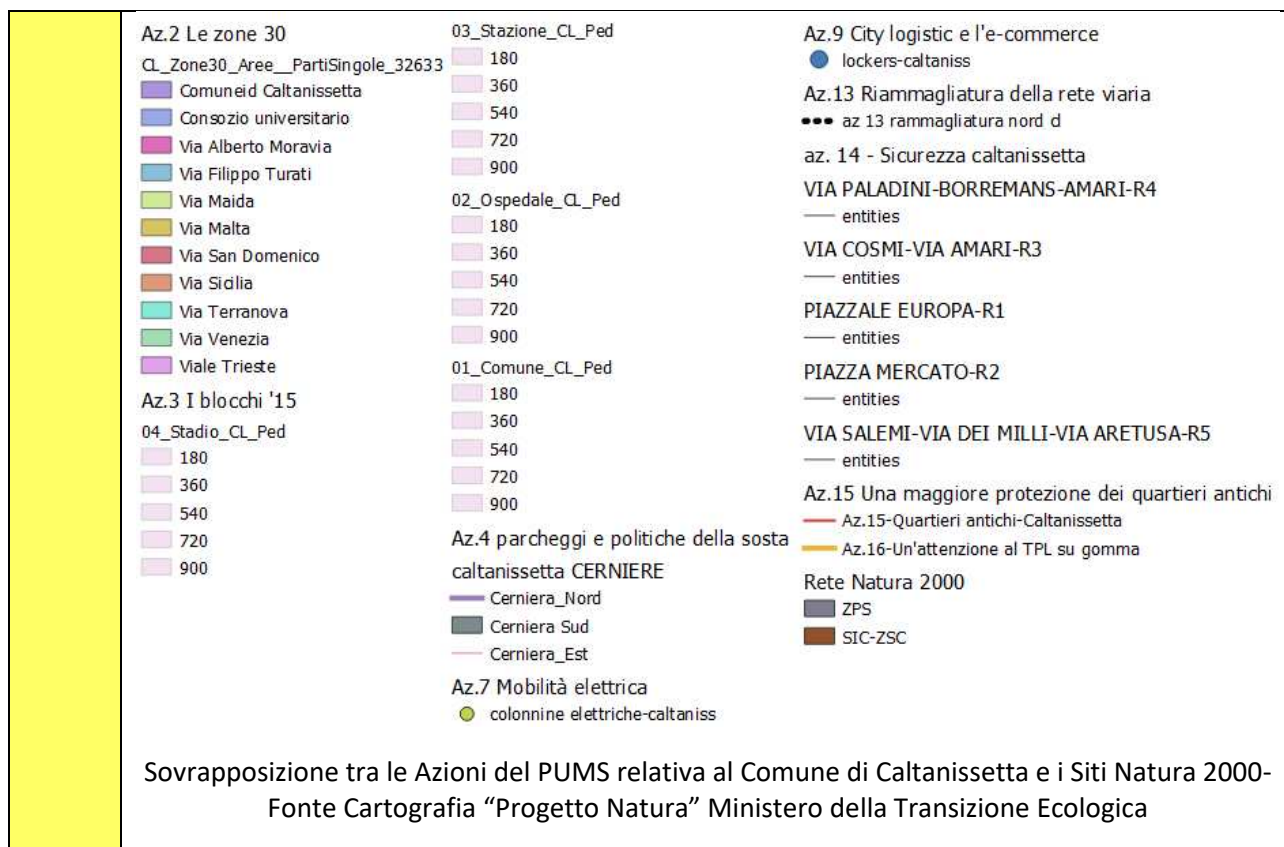 Az.2 Le zone 30
CL_Zone30_Aree__PartiSingole_32633
Comuneid Caltanissetta
Consozio universitario
Via Alberto Moravia
Via Filippo Turati
Via Maida
Via Malta
Via San Domenico
Via Sicilia
Via Terranova
Via Venezia
Viale Trieste
Az.3 I blocchi '15
04_Stadio_CL_Ped
180
360
540
720
900
03_Stazione_CL_Ped
180
360
540
720
900
02_Ospedale_CL_Ped
180
360
540
720
900
01_Comune_CL_Ped
180
360
540
720
900
Az.4 parcheggi e politiche della sosta
caltanissetta CERNIERE
Cerniera_Nord
Cerniera Sud
Cerniera_Est
Az.7 Mobilità elettrica
colonnine elettriche-caltaniss
Az.9 City logistic e l'e-commerce
lockers-caltaniss
Az.13 Riammagliatura della rete viaria
az 13 rammagliatura nord d
az. 14 - Sicurezza caltanissetta
VIA PALADINI-BORREMANS-AMARI-R4
entities
VIA COSMI-VIA AMARI-R3
entities
PIAZZALE EUROPA-R1
entities
PIAZZA MERCATO-R2
entities
VIA SALEMI-VIA DEI MILLI-VIA ARETUSA-R5
entities
Az.15 Una maggiore protezione dei quartieri antichi
Az.15-Quartieri antichi-Caltanissetta
Az.16-Un'attenzione al TPL su gomma
Rete Natura 2000
ZPS
SIC-ZSC
Sovrapposizione tra le Azioni del PUMS relativa al Comune di Caltanissetta e i Siti Natura 2000-
Fonte Cartografia “Progetto Natura” Ministero della Transizione Ecologica